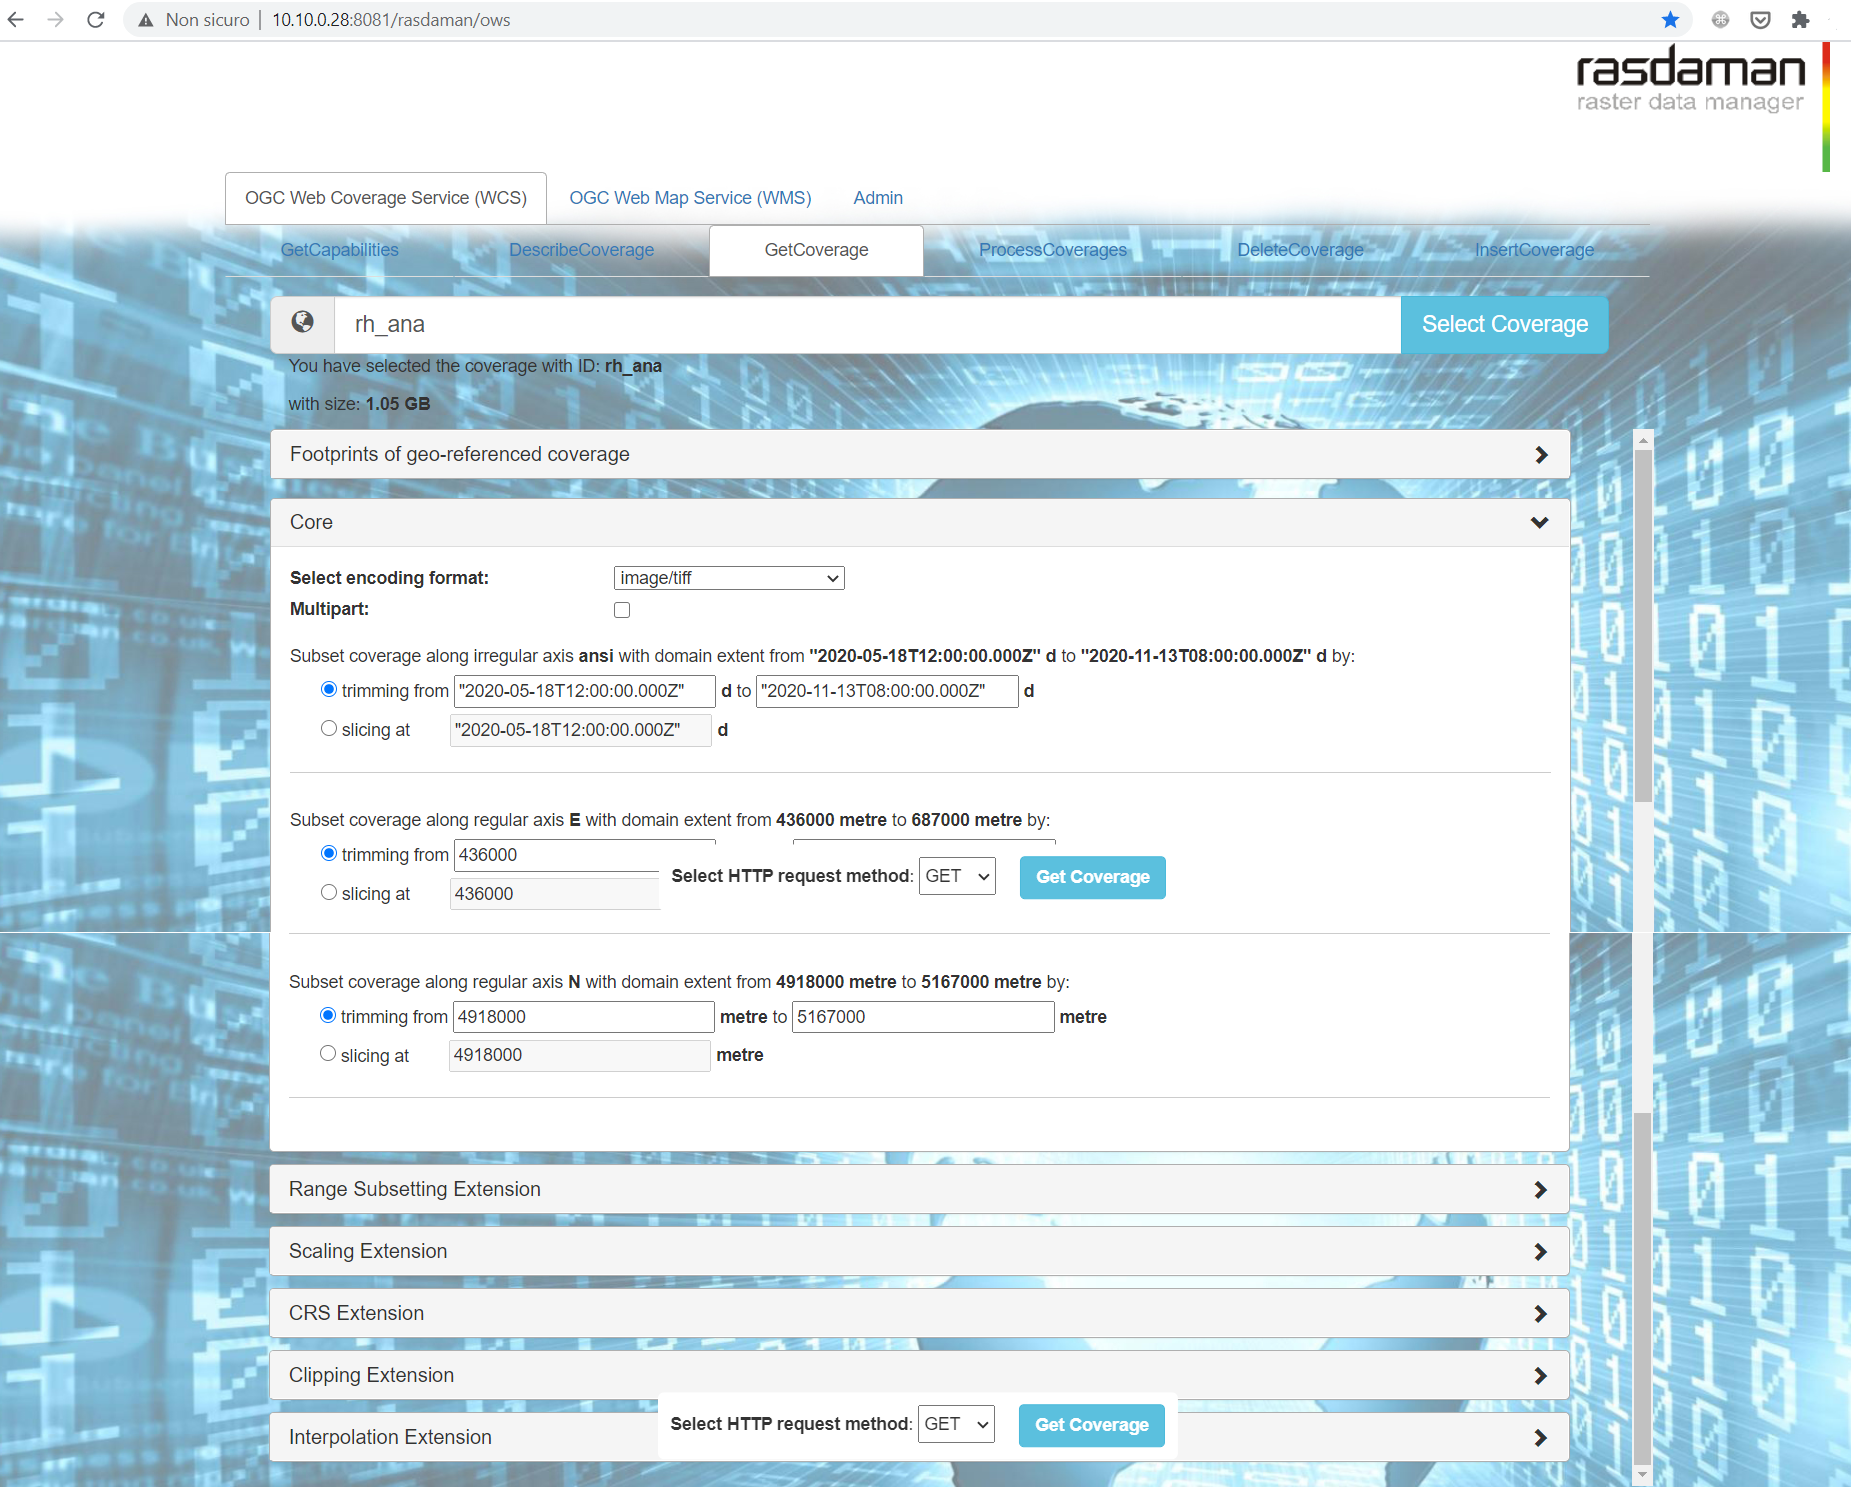 Non sicuro | 10.10.0.28:8081/rasdaman/ows
rasdaman
raster data manager
OGC Web Coverage Service (WCS) OGC Web Map Service (WMS) Admin
GetCapabilities DescribeCoverage GetCoverage ProcessCoverages DeleteCoverage InsertCoverage
rh_ana Select Coverage
You have selected the coverage with ID: rh_ana
with size: 1.05 GB
Footprints of geo-referenced coverage
Core
Select encoding format: image/tiff
Multipart:
Subset coverage along irregular axis ansi with domain extent from "2020-05-18T12:00:00.000Z" d to "2020-11-13T08:00:00.000Z" d by:
trimming from "2020-05-18T12:00:00.000Z" d to "2020-11-13T08:00:00.000Z" d
slicing at "2020-05-18T12:00:00.000Z" d
Subset coverage along regular axis E with domain extent from 436000 metre to 687000 metre by:
trimming from 436000
Select HTTP request method: GET Get Coverage
slicing at 436000
Subset coverage along regular axis N with domain extent from 4918000 metre to 5167000 metre by:
trimming from 4918000 metre to 5167000 metre
slicing at 4918000 metre
Range Subsetting Extension
Scaling Extension
CRS Extension
Clipping Extension
Select HTTP request method: GET Get Coverage
Interpolation Extension